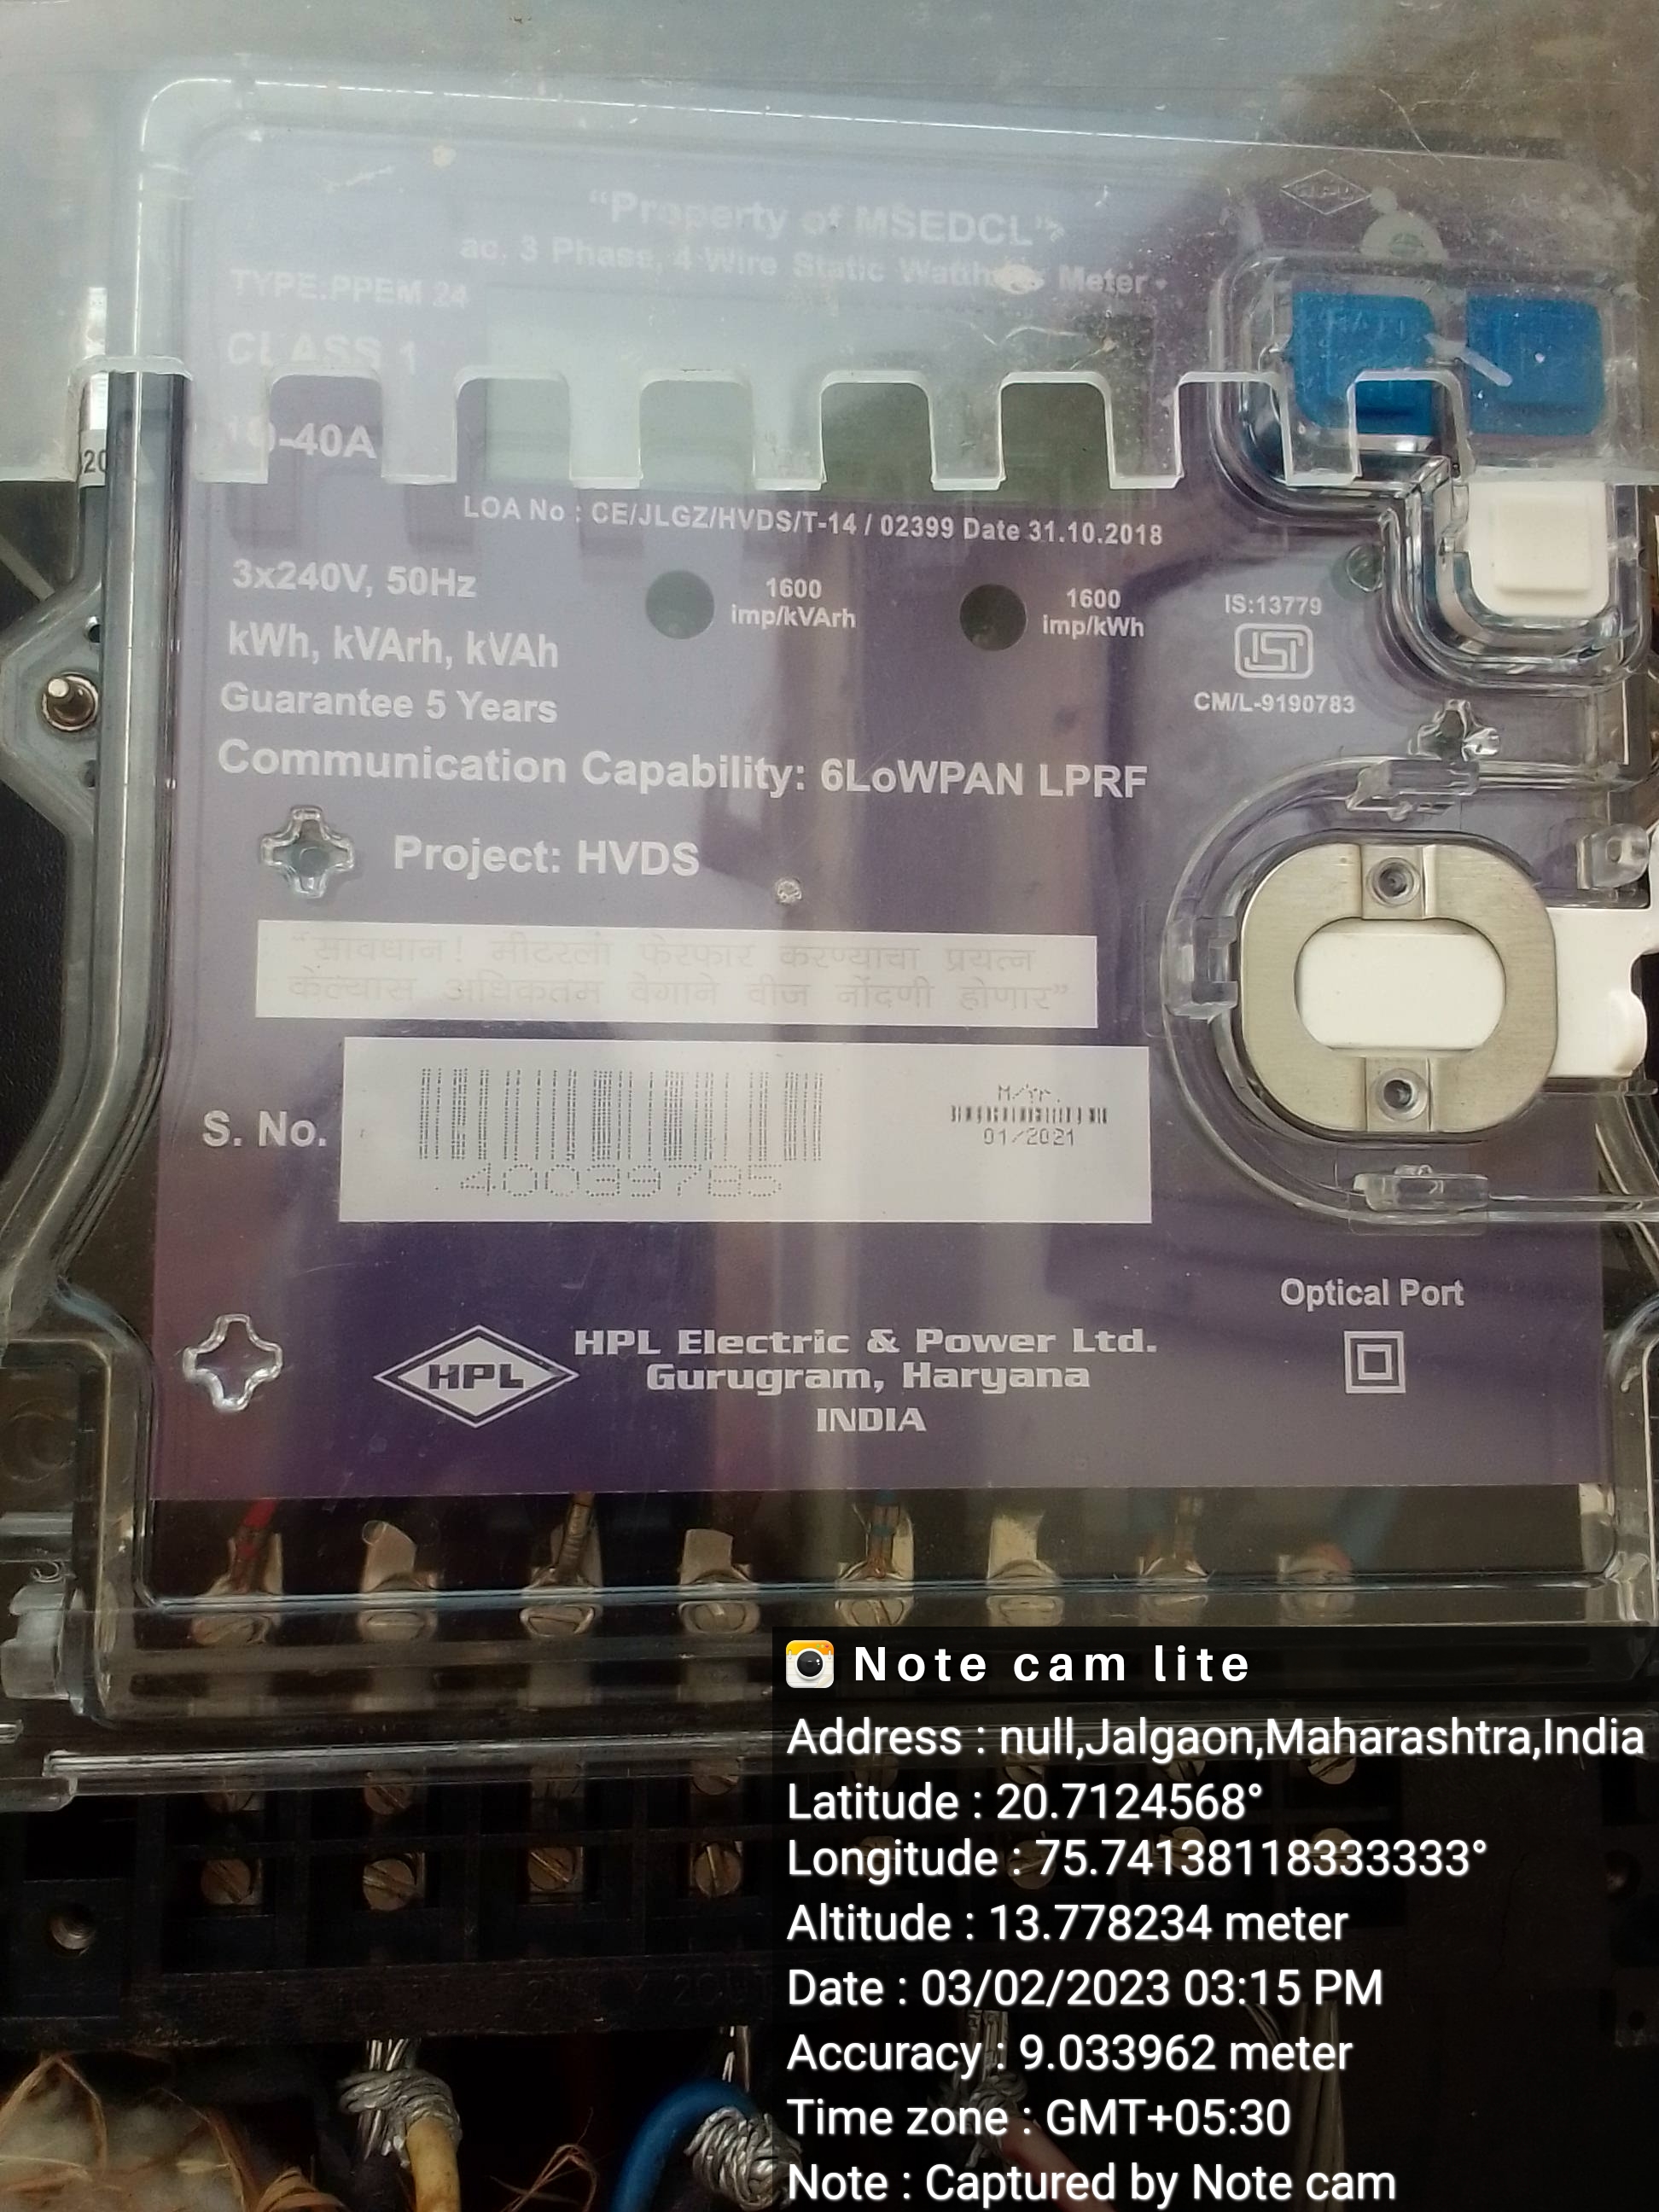 HPL
"Property of MSEDCL"
ac, 3 Phase, 4 Wire Static Watthour Meter
TYPE:PPEM 24
CLASS 1
10-40A
LOA No : CE/JLGZ/HVDS/T-14 / 02399 Date 31.10.2018
3x240V, 50Hz
1600
imp/kVArh
1600
imp/kWh
IS:13779
ISI
CM/L-9190783
kWh, kVArh, kVAh
Guarantee 5 Years
Communication Capability: 6LoWPAN LPRF
Project: HVDS
"सावधान! मीटरला फेरफार करण्याचा प्रयत्न
केल्यास अधिकतम वेगाने वीज नोंदणी होणार"
S. No.
40039785
M/Yr.
01/2021
Optical Port
HPL
HPL Electric & Power Ltd.
Gurugram, Haryana
INDIA
Note cam lite
Address : null,Jalgaon,Maharashtra,India
Latitude : 20.7124568°
Longitude : 75.74138118333333°
Altitude : 13.778234 meter
Date : 03/02/2023 03:15 PM
Accuracy : 9.033962 meter
Time zone : GMT+05:30
Note : Captured by Note cam